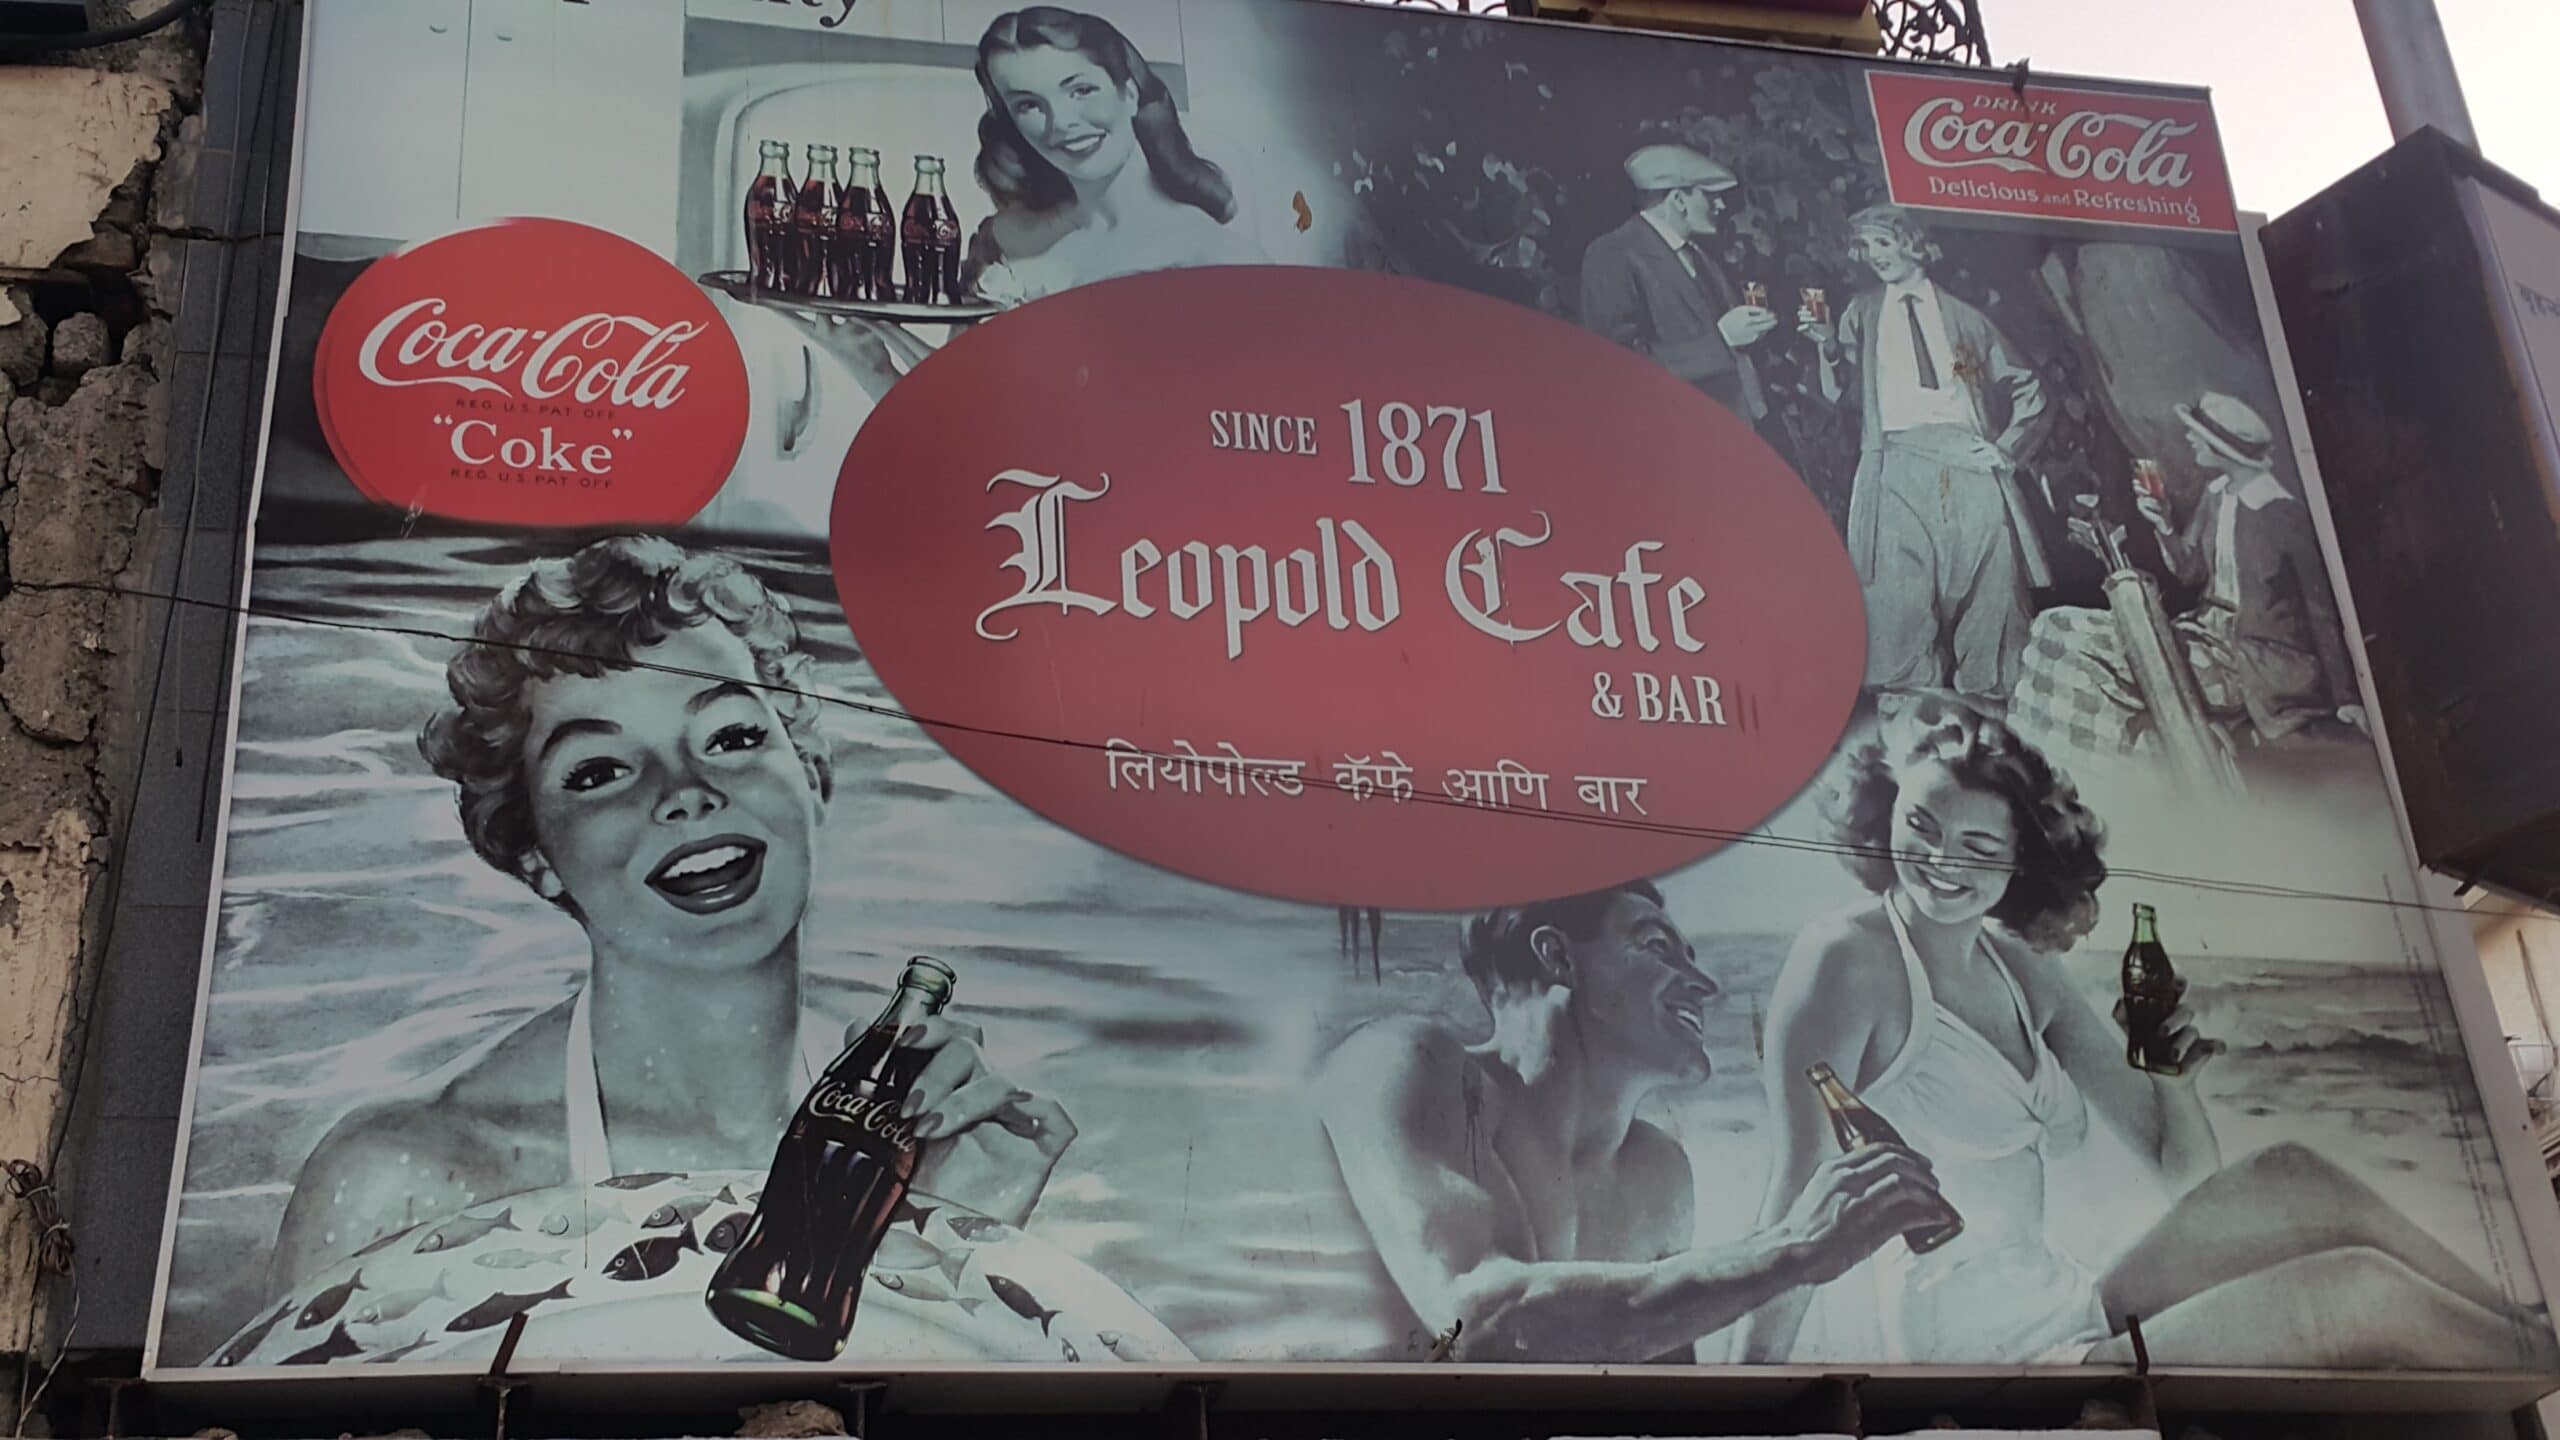 DRINK
Coca-Cola
Delicious and Refreshing
Coca-Cola
REG. U.S. PAT. OFF.
"Coke"
REG. U.S. PAT. OFF.
SINCE 1871
Leopold Cafe
& BAR
लियोपोल्ड कॅफे आणि बार
Coca-Cola